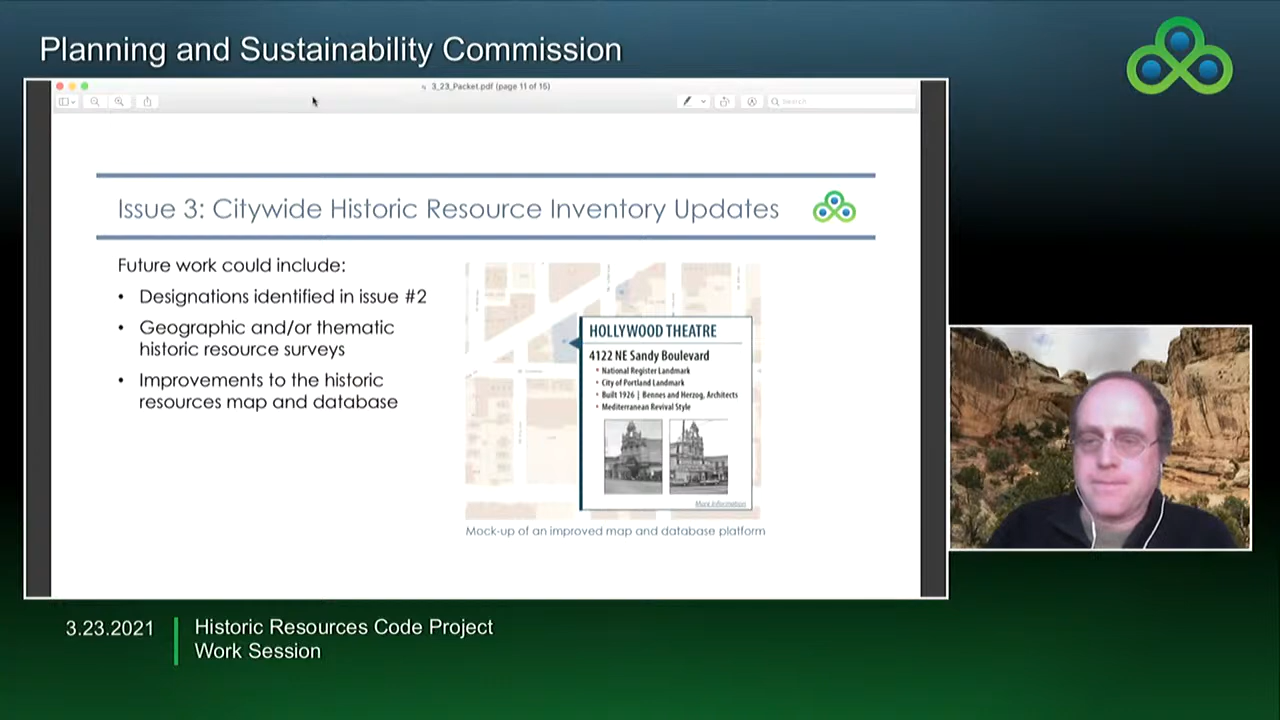 Planning and Sustainability Commission
3_23_Packet.pdf (page 11 of 15)
Search
Issue 3: Citywide Historic Resource Inventory Updates
Future work could include:
• Designations identified in issue #2
• Geographic and/or thematic
historic resource surveys
• Improvements to the historic
resources map and database
HOLLYWOOD THEATRE
4122 NE Sandy Boulevard
• National Register Landmark
• City of Portland Landmark
• Built 1926 | Bennes and Herzog, Architects
• Mediterranean Revival Style
More Information
Mock-up of an improved map and database platform
3.23.2021
Historic Resources Code Project
Work Session